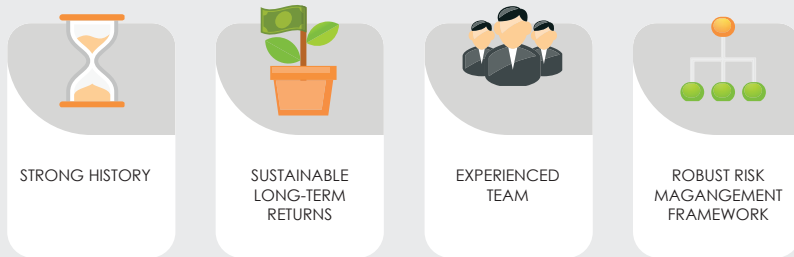 STRONG HISTORY
SUSTAINABLE
LONG-TERM
RETURNS
EXPERIENCED
TEAM
ROBUST RISK
MAGANGEMENT
FRAMEWORK